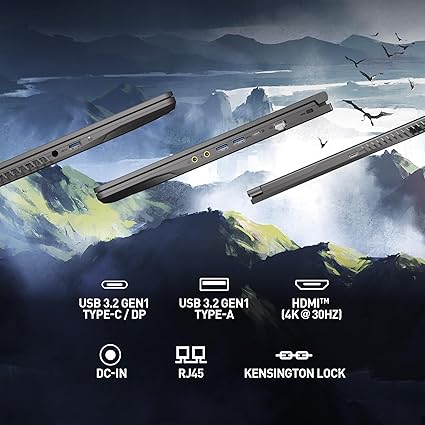 USB 3.2 GEN1
TYPE-C / DP
USB 3.2 GEN1
TYPE-A
HDMI™
(4K @ 30HZ)
DC-IN
RJ45
KENSINGTON LOCK